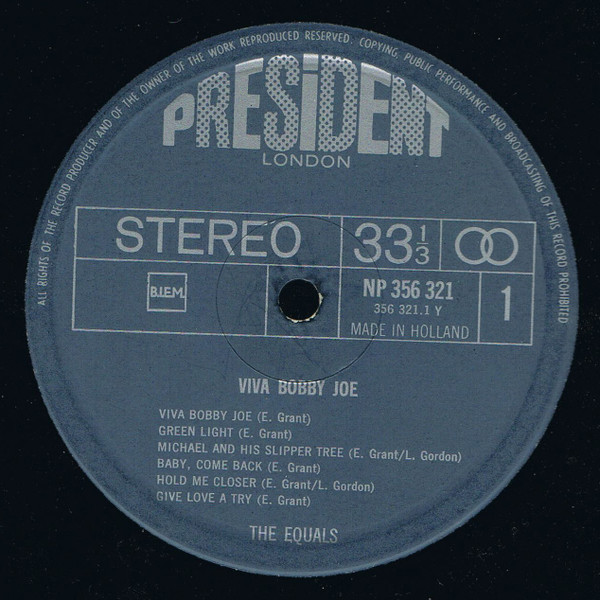 ALL RIGHTS OF THE RECORD PRODUCER AND OF THE OWNER OF THE WORK REPRODUCED RESERVED. COPYING, PUBLIC PERFORMANCE AND BROADCASTING OF THIS RECORD PROHIBITED
PRESiDENT
LONDON
STEREO 33 1/3
B.I.E.M. NP 356 321 1
356 321.1 Y
MADE IN HOLLAND
VIVA BOBBY JOE
VIVA BOBBY JOE (E. Grant)
GREEN LIGHT (E. Grant)
MICHAEL AND HIS SLIPPER TREE (E. Grant/L. Gordon)
BABY, COME BACK (E. Grant)
HOLD ME CLOSER (E. Grant/L. Gordon)
GIVE LOVE A TRY (E. Grant)
THE EQUALS